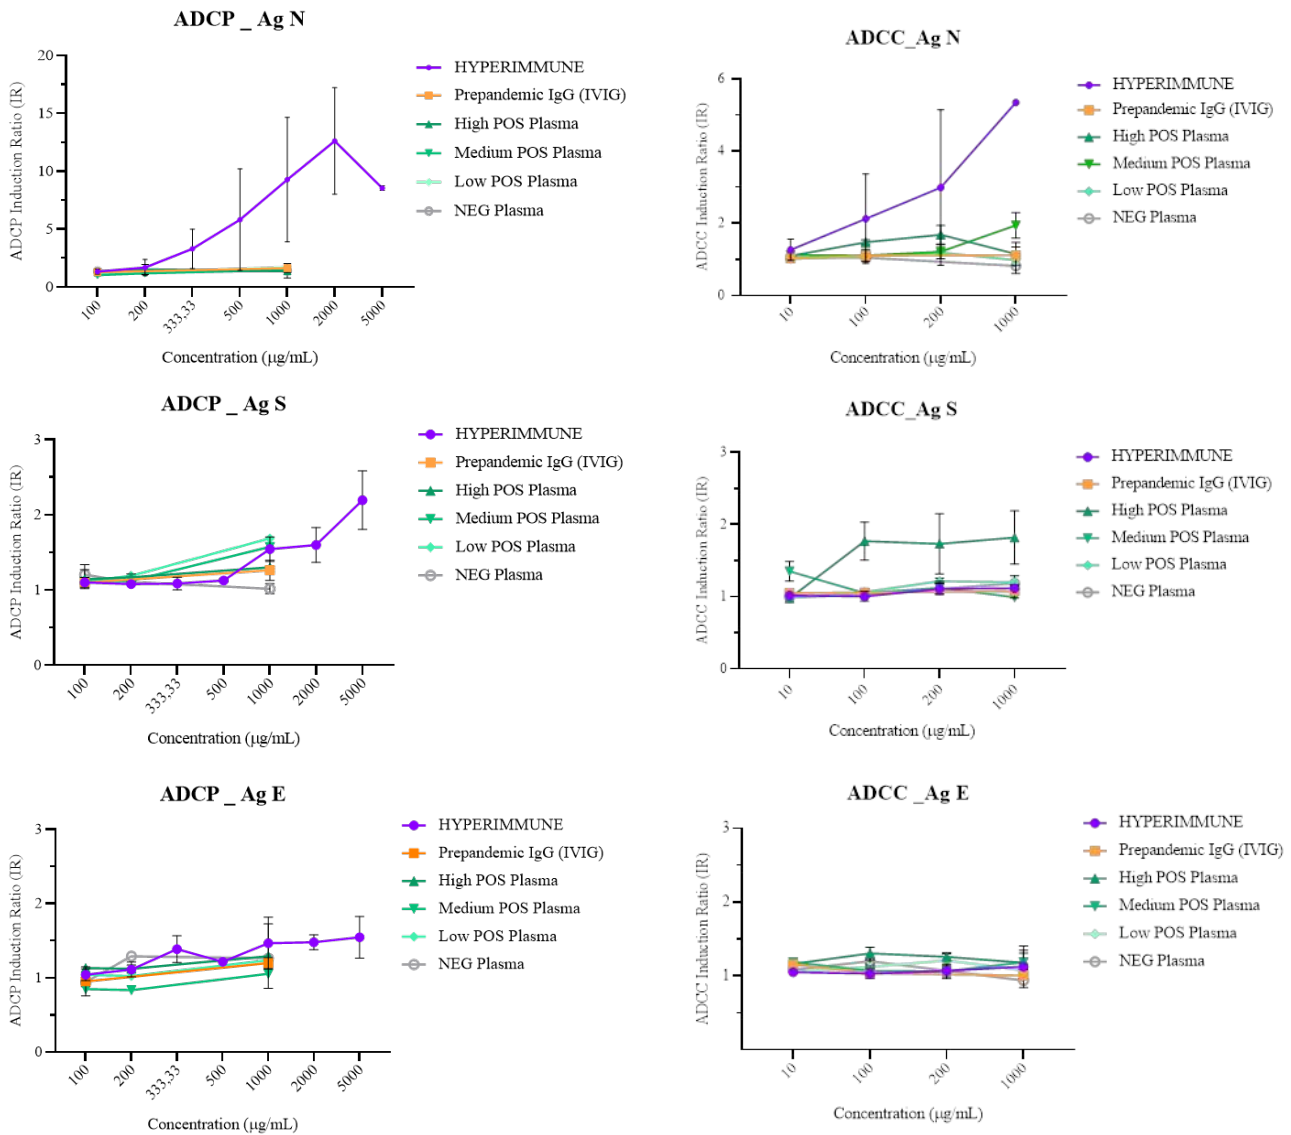 ADCP _ Ag N
20
15
10
5
0
ADCP Induction Ratio (IR)
100
200
333,33
500
1000
2000
5000
Concentration (µg/mL)
HYPERIMMUNE
Prepandemic IgG (IVIG)
High POS Plasma
Medium POS Plasma
Low POS Plasma
NEG Plasma
ADCC_Ag N
6
4
2
0
ADCC Induction Ratio (IR)
10
100
200
1000
Concentration (µg/mL)
HYPERIMMUNE
Prepandemic IgG (IVIG)
High POS Plasma
Medium POS Plasma
Low POS Plasma
NEG Plasma
ADCP _ Ag S
3
2
1
0
ADCP Induction Ratio (IR)
100
200
333,33
500
1000
2000
5000
Concentration (µg/mL)
HYPERIMMUNE
Prepandemic IgG (IVIG)
High POS Plasma
Medium POS Plasma
Low POS Plasma
NEG Plasma
ADCC_Ag S
3
2
1
0
ADCC Induction Ratio (IR)
10
100
200
1000
Concentration (µg/mL)
HYPERIMMUNE
Prepandemic IgG (IVIG)
High POS Plasma
Medium POS Plasma
Low POS Plasma
NEG Plasma
ADCP _ Ag E
3
2
1
0
ADCP Induction Ratio (IR)
100
200
333,33
500
1000
2000
5000
Concentration (µg/mL)
HYPERIMMUNE
Prepandemic IgG (IVIG)
High POS Plasma
Medium POS Plasma
Low POS Plasma
NEG Plasma
ADCC _Ag E
3
2
1
ADCC Induction Ratio (IR)
10
100
200
1000
Concentration (µg/mL)
HYPERIMMUNE
Prepandemic IgG (IVIG)
High POS Plasma
Medium POS Plasma
Low POS Plasma
NEG Plasma